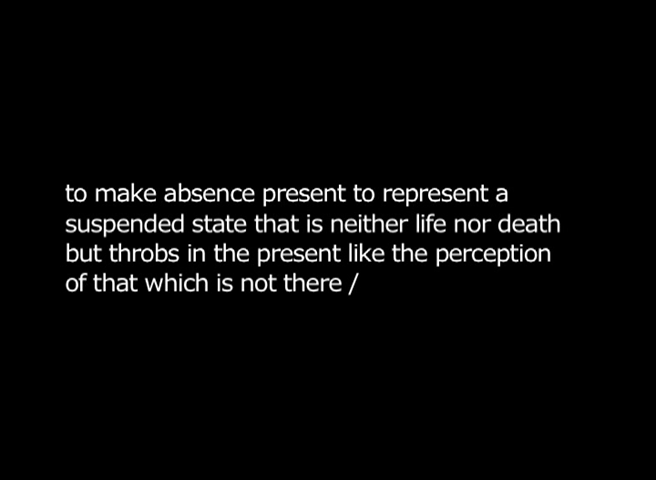 to make absence present to represent a
suspended state that is neither life nor death
but throbs in the present like the perception
of that which is not there /